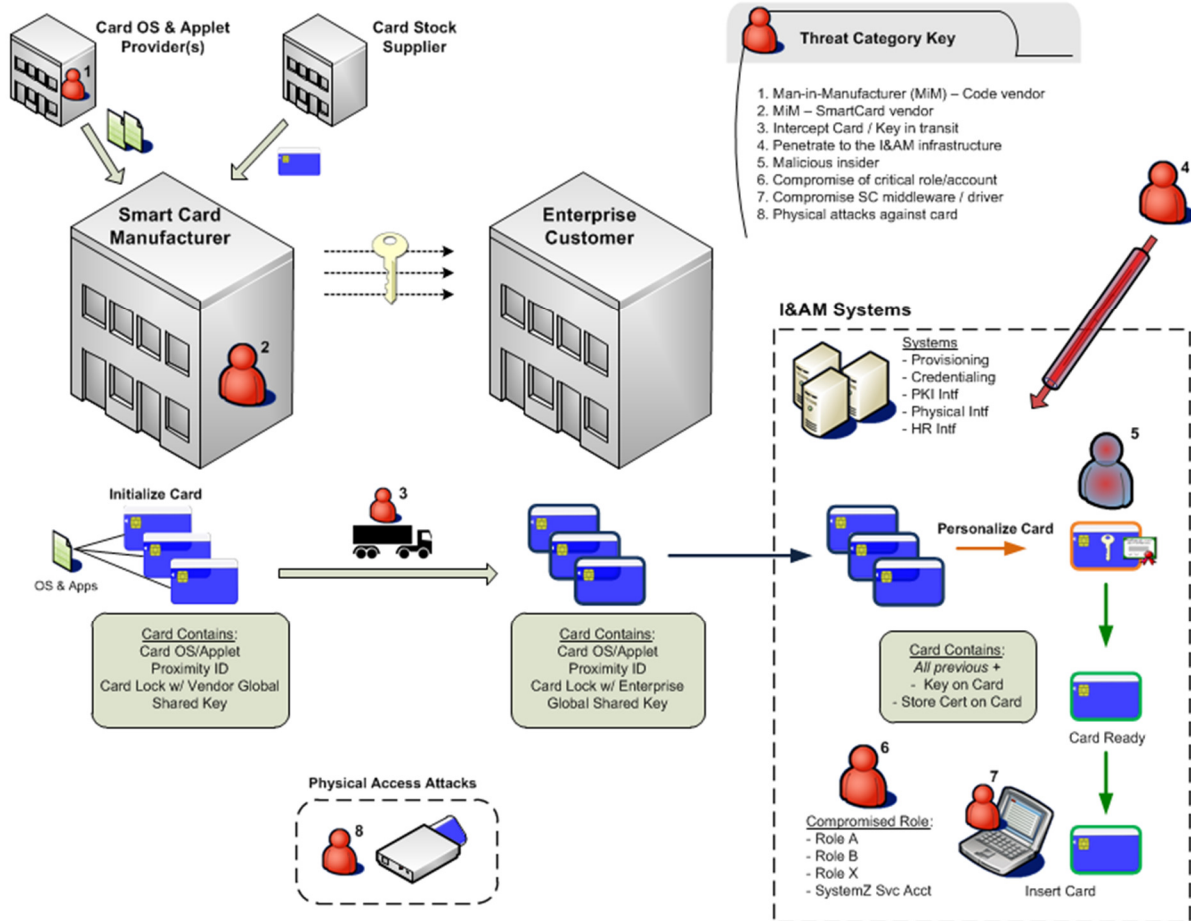 Card OS & Applet
Provider(s)
1
Card Stock
Supplier
Threat Category Key
1. Man-in-Manufacturer (MiM) – Code vendor
2. MiM – SmartCard vendor
3. Intercept Card / Key in transit
4. Penetrate to the I&AM infrastructure
5. Malicious insider
6. Compromise of critical role/account
7. Compromise SC middleware / driver
8. Physical attacks against card
4
Smart Card
Manufacturer
2
Enterprise
Customer
I&AM Systems
Systems
- Provisioning
- Credentialing
- PKI Intf
- Physical Intf
- HR Intf
5
Initialize Card
OS & Apps
3
Personalize Card
Card Contains:
Card OS/Applet
Proximity ID
Card Lock w/ Vendor Global
Shared Key
Card Contains:
Card OS/Applet
Proximity ID
Card Lock w/ Enterprise
Global Shared Key
Card Contains:
All previous +
- Key on Card
- Store Cert on Card
Card Ready
Physical Access Attacks
8
6
Compromised Role:
- Role A
- Role B
- Role X
- SystemZ Svc Acct
7
Insert Card